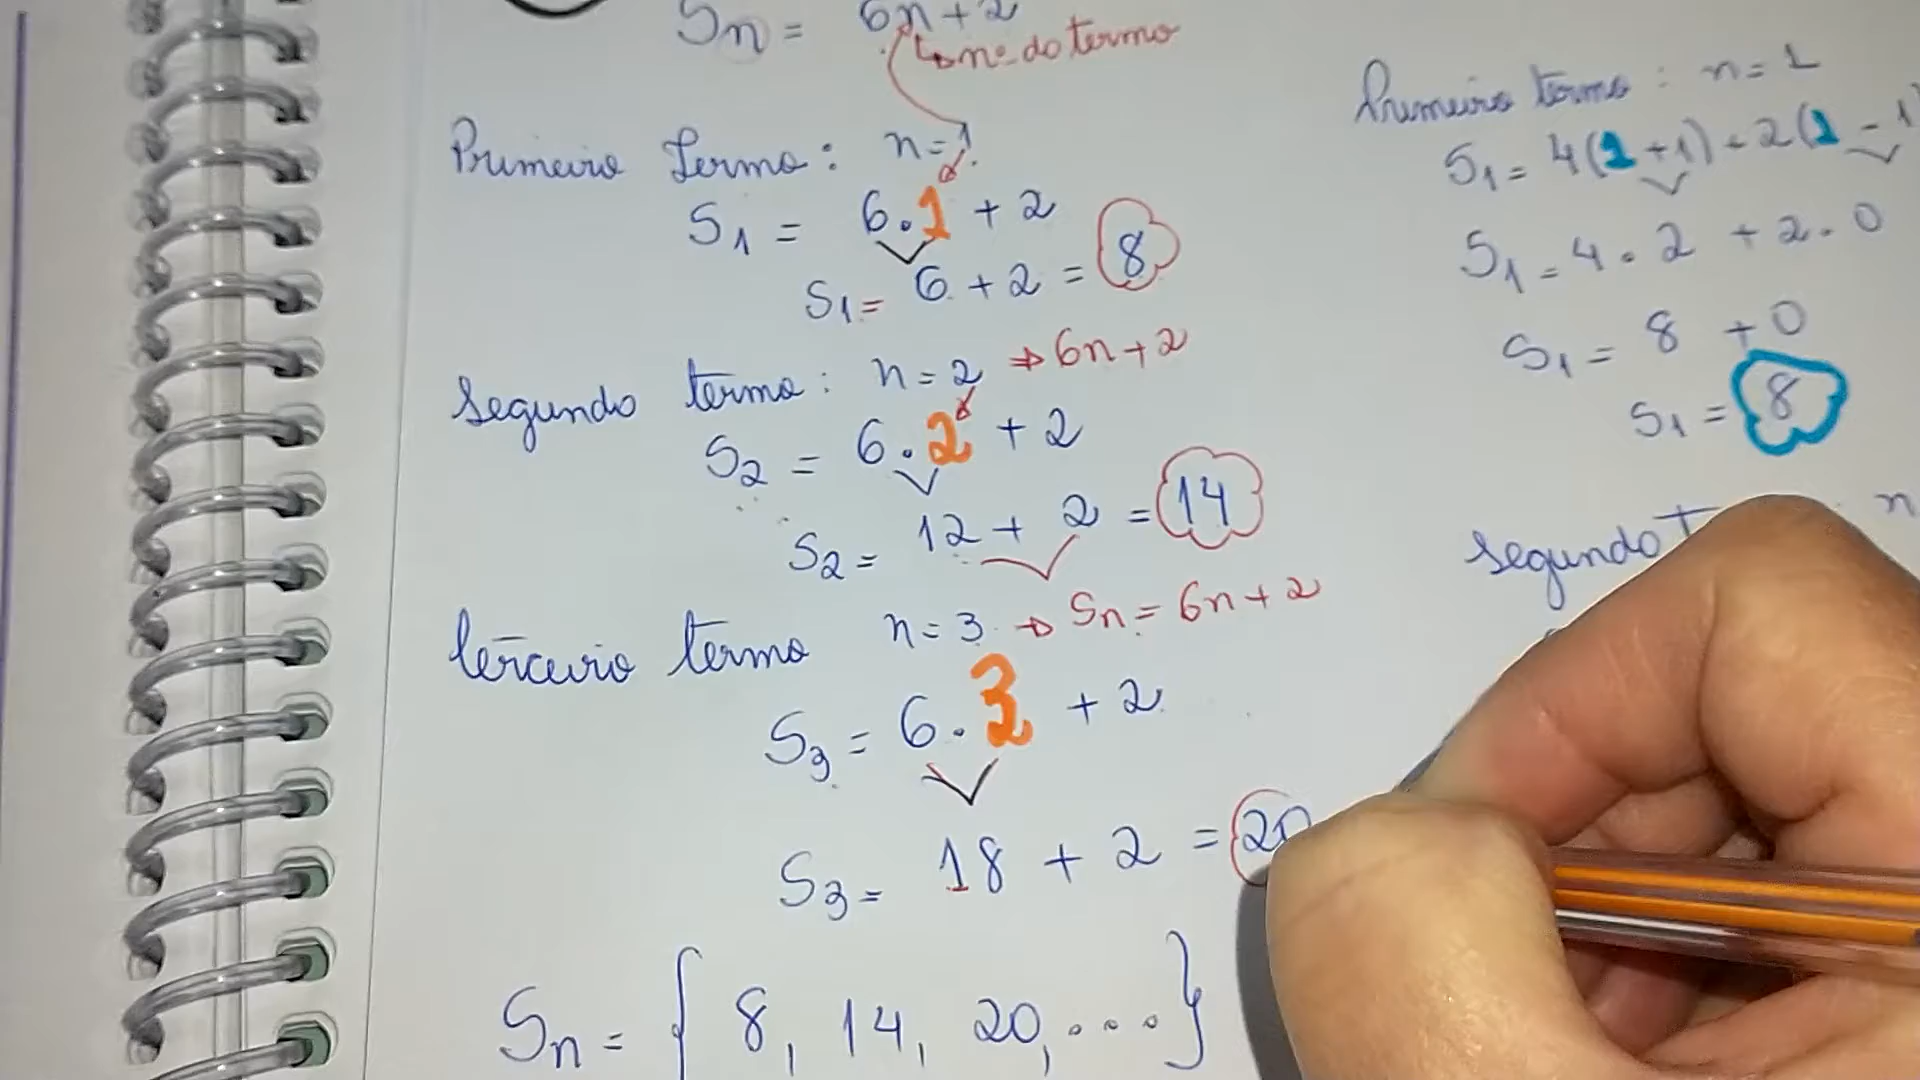 Sn = 6n+2
↳ nº do termo
Primeiro Termo: n=1
S1 = 6.1 + 2
S1= 6 + 2 = 8
Segundo termo: n=2 → 6n+2
S2 = 6.2 + 2
S2= 12 + 2 = 14
terceiro termo n=3 → Sn=6n+2
S3 = 6.3 + 2
S3= 18 + 2 = 20
Sn = { 8, 14, 20, ... }
Primeiro termo: n=1
S1 = 4(1+1) + 2(1-1
S1 = 4.2 + 2.0
S1 = 8 + 0
S1 = 8
Segundo T
n